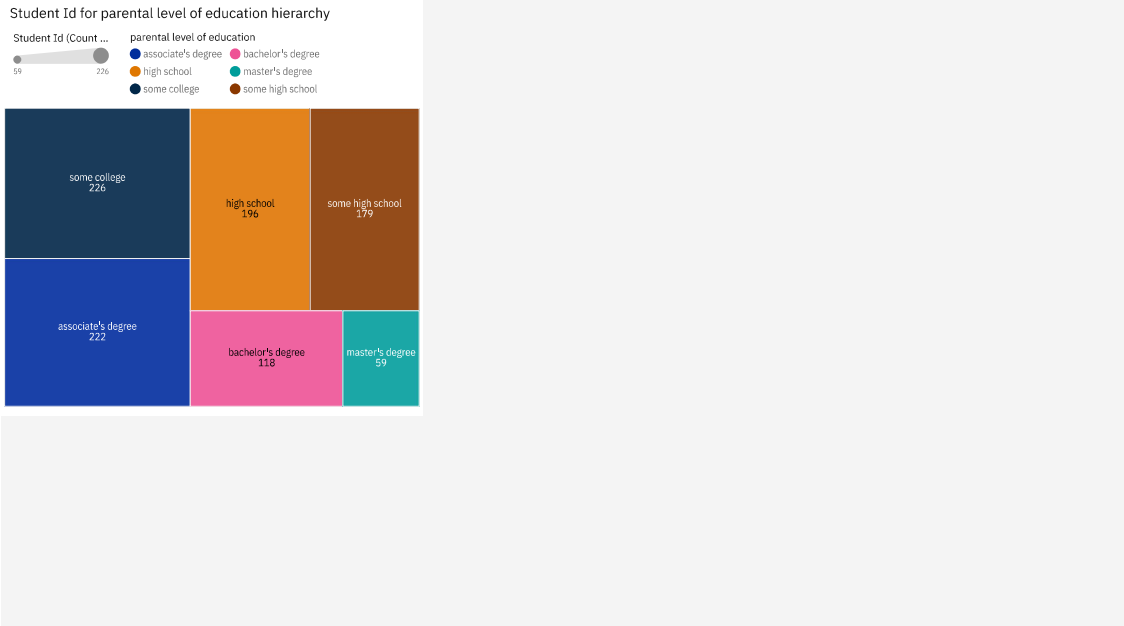 Student Id for parental level of education hierarchy
Student Id (Count ...
59
226
parental level of education
associate's degree
bachelor's degree
high school
master's degree
some college
some high school
some college
226
high school
196
some high school
179
associate's degree
222
bachelor's degree
118
master's degree
59